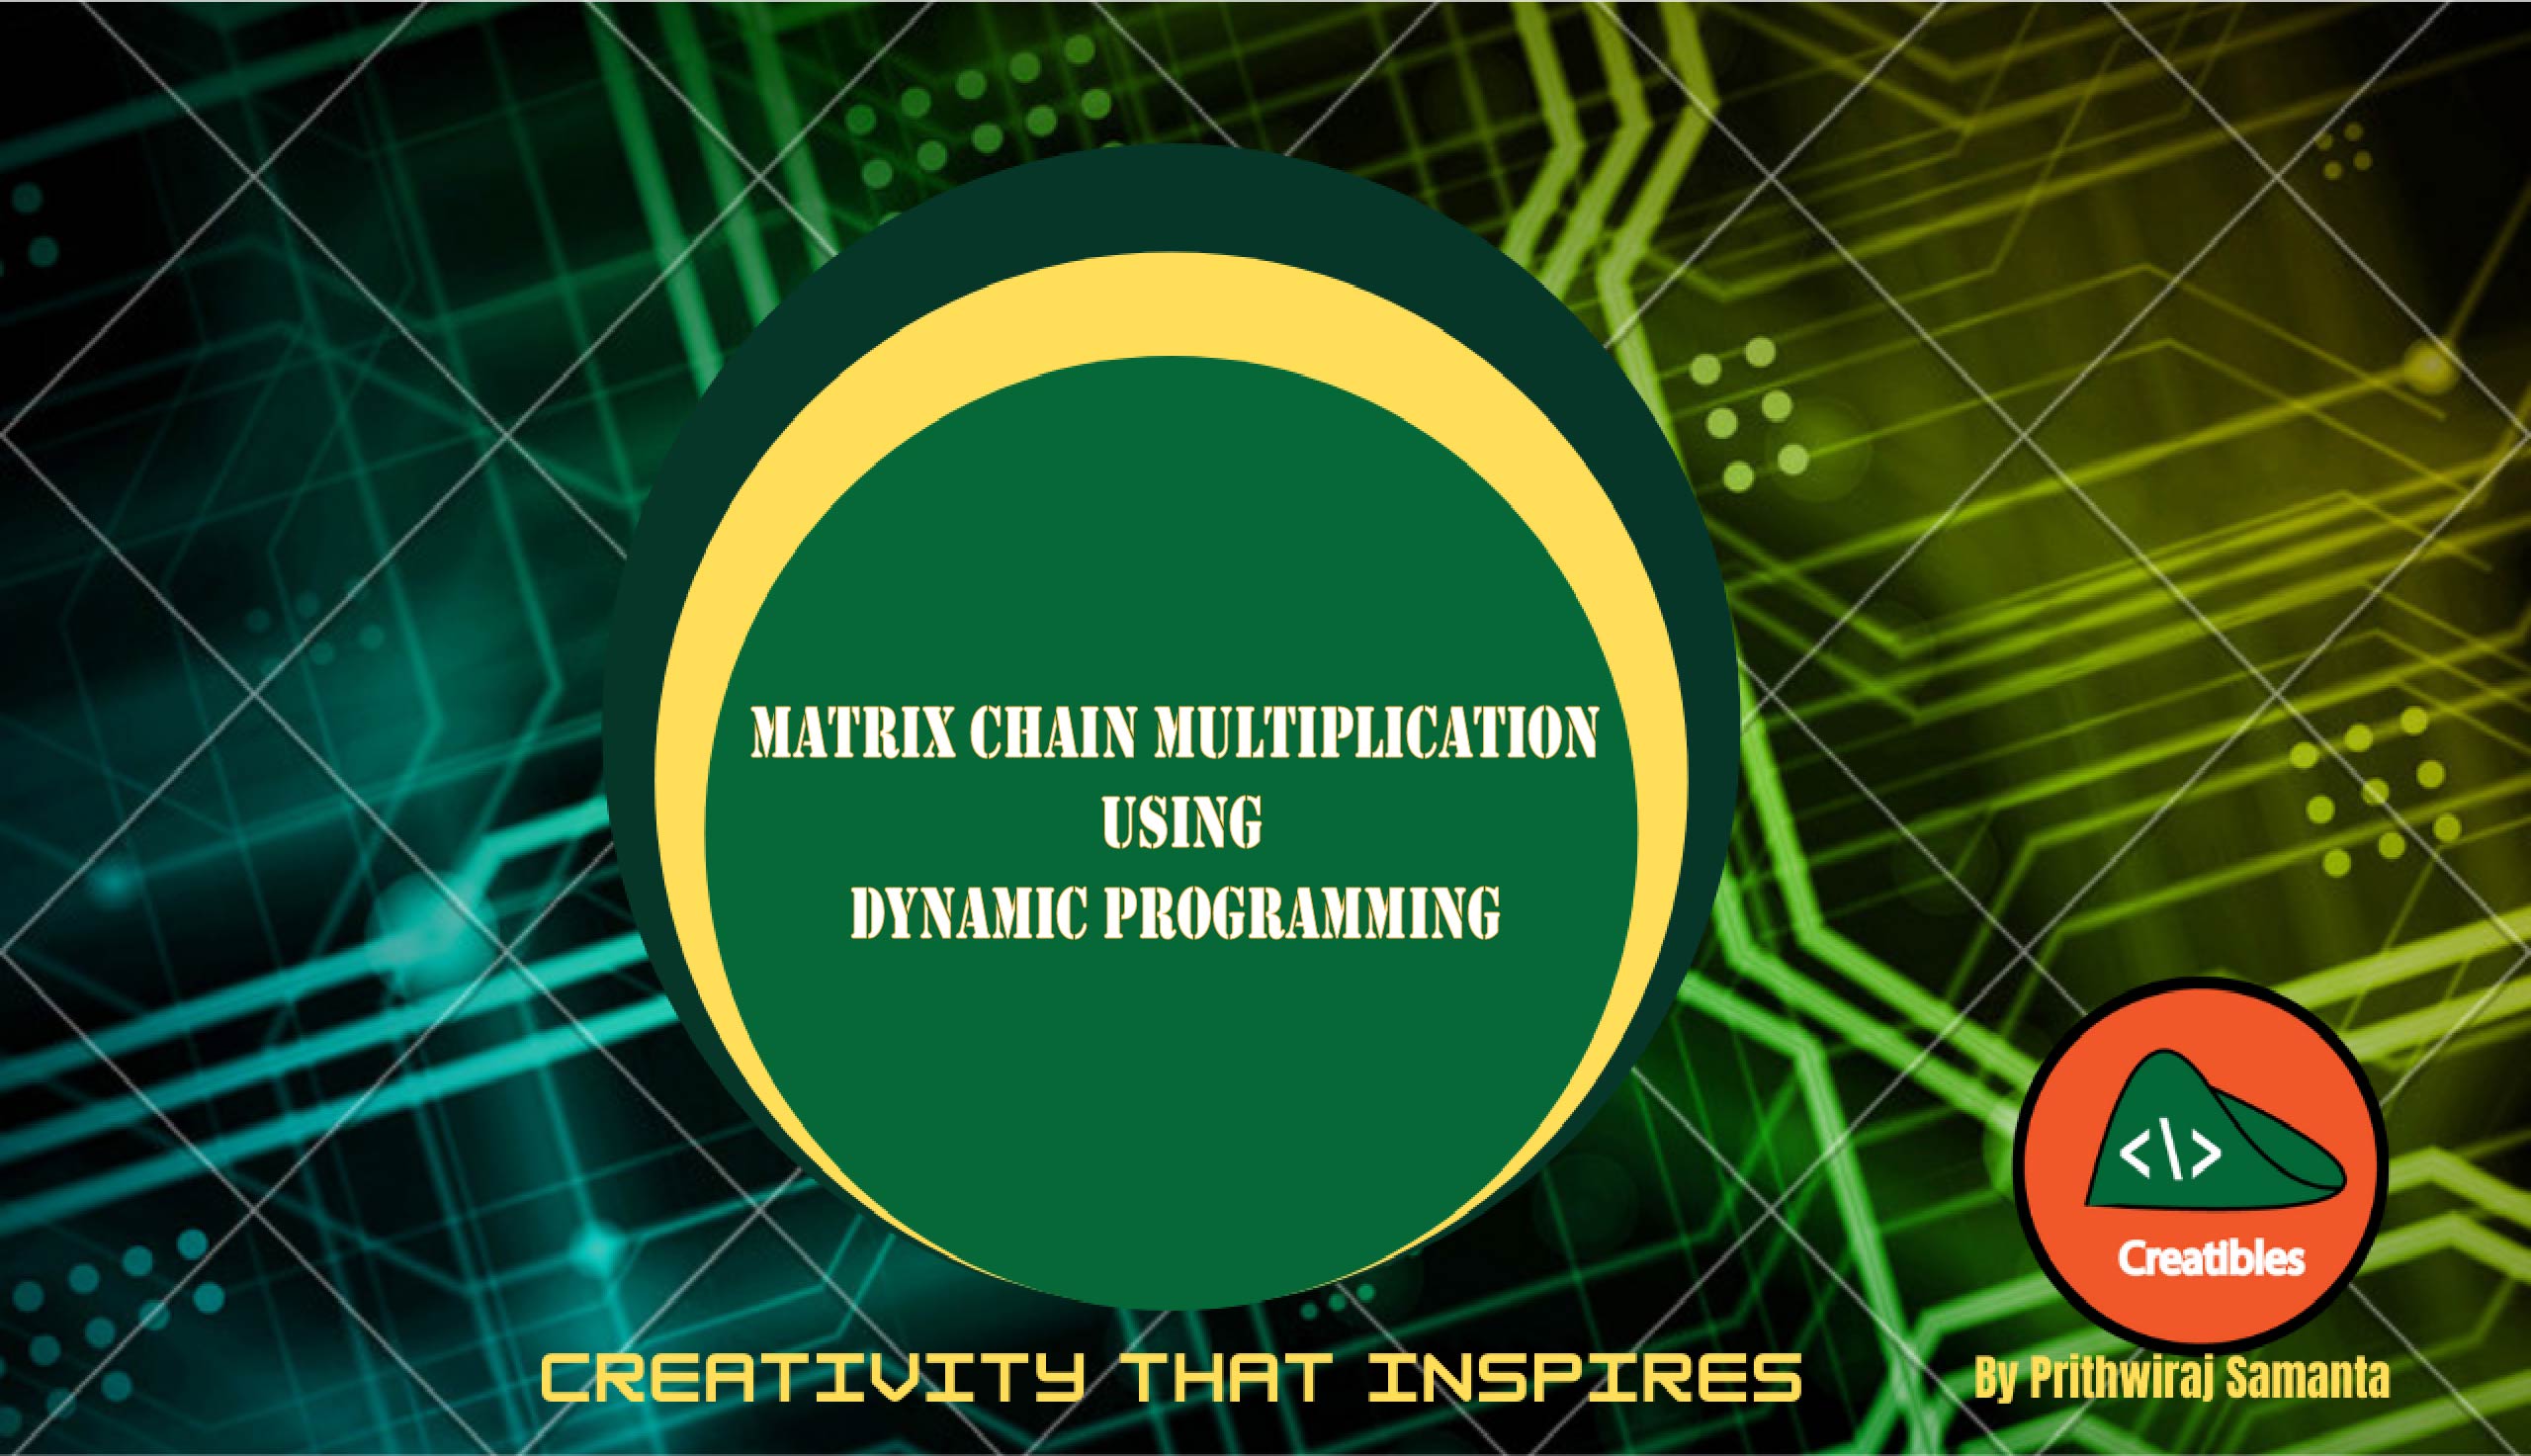 MATRIX CHAIN MULTIPLICATION
USING
DYNAMIC PROGRAMMING
<\>
Creatibles
CREATIVITY THAT INSPIRES
By Prithwiraj Samanta